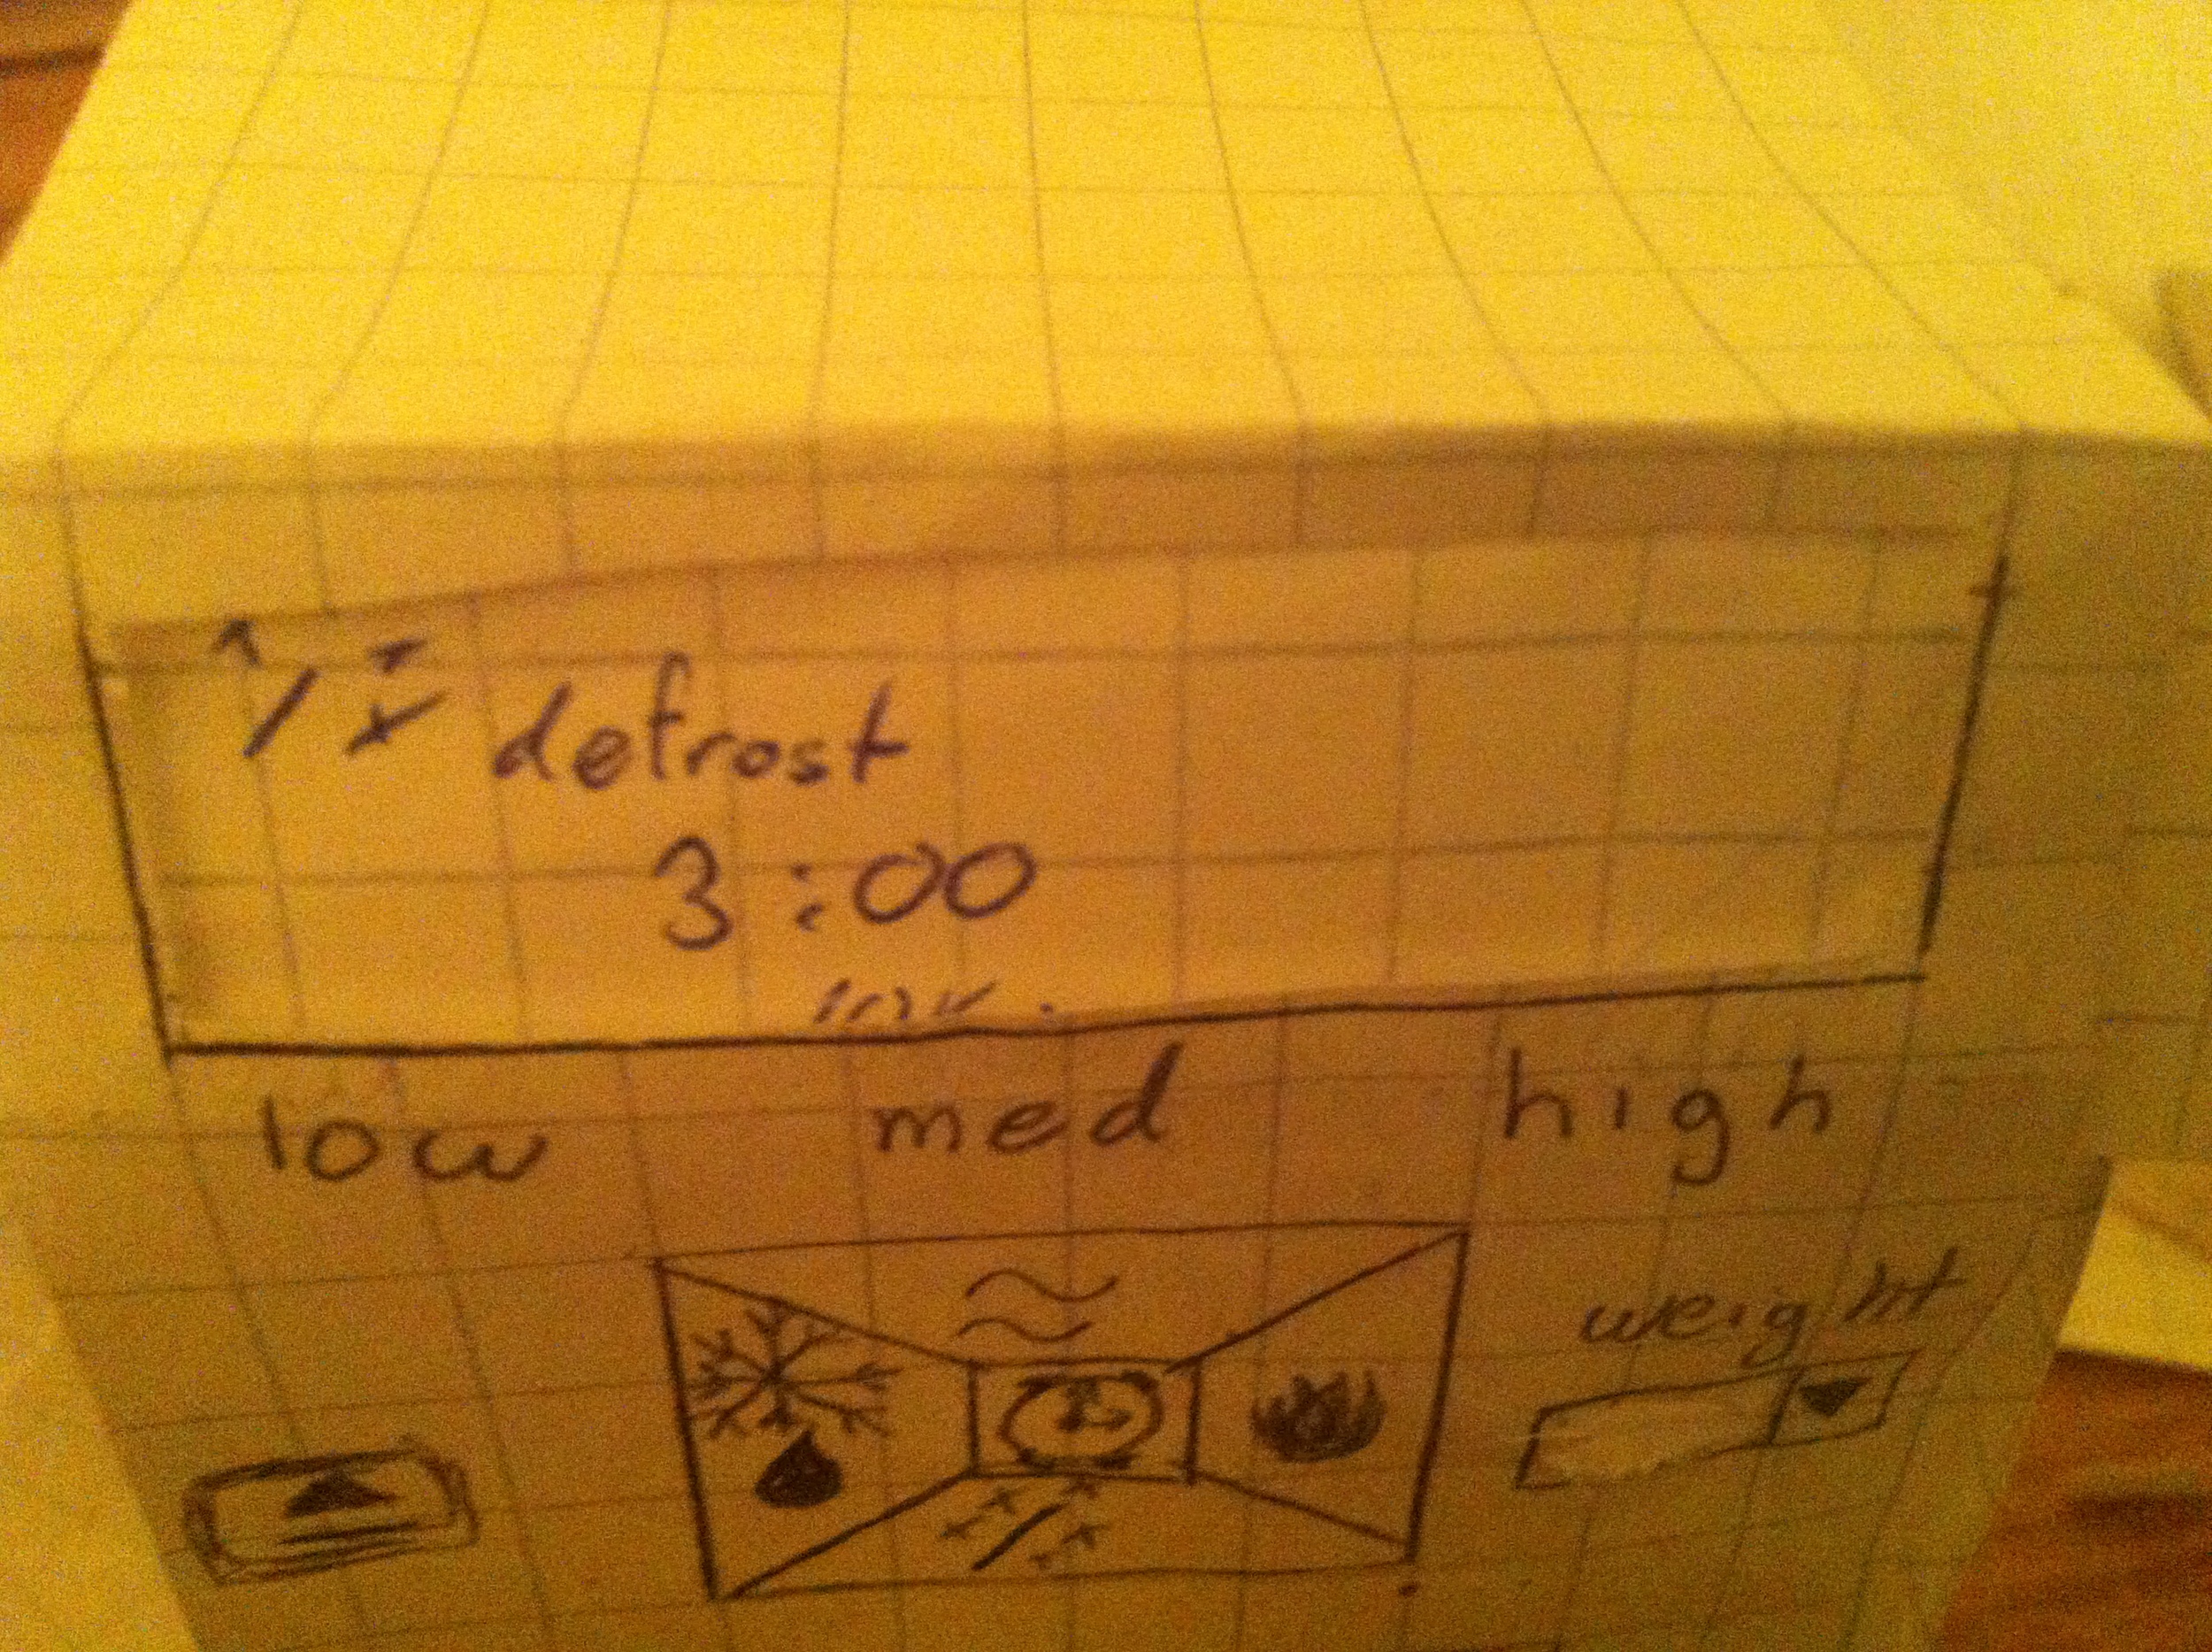 defrost
3:00
low med high
weight